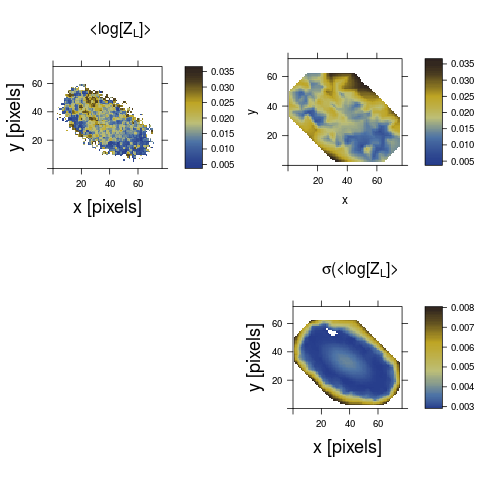 <log[Z_L]>
0.035
0.030
0.025
0.020
0.015
0.010
0.005
60
40
20
y [pixels]
20 40 60
x [pixels]
0.035
0.030
0.025
0.020
0.015
0.010
0.005
60
40
20
y
20 40 60
x
σ(<log[Z_L]>
0.008
0.007
0.006
0.005
0.004
0.003
60
40
20
y [pixels]
20 40 60
x [pixels]